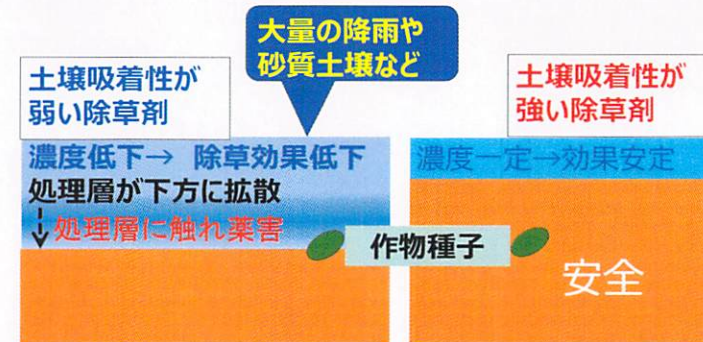 大量の降雨や
砂質土壌など
土壌吸着性が
弱い除草剤
濃度低下→ 除草効果低下
処理層が下方に拡散
処理層に触れ薬害
作物種子
土壌吸着性が
強い除草剤
濃度一定→効果安定
安全